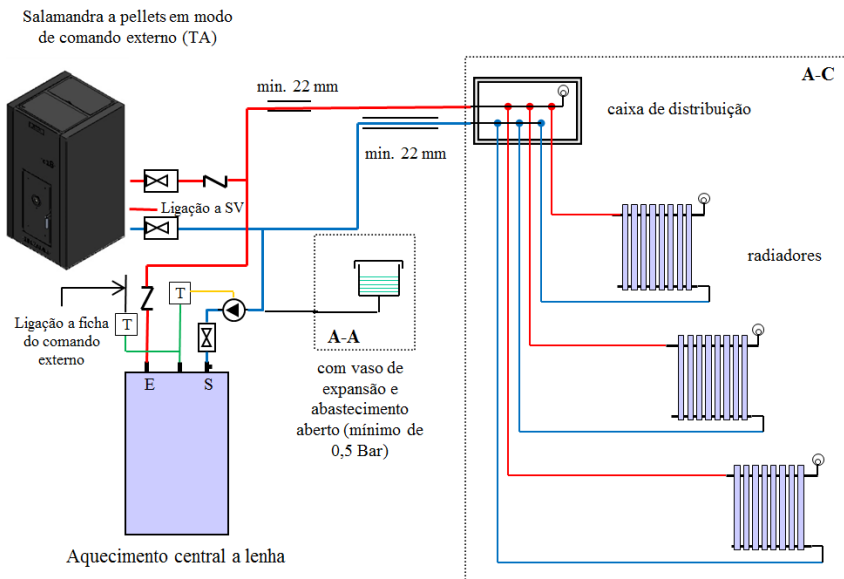 Salamandra a pellets em modo
de comando externo (TA)
min. 22 mm
A-C
caixa de distribuição
min. 22 mm
Ligação a SV
radiadores
T
T
Ligação a ficha
do comando
externo
A-A
E
S
com vaso de
expansão e
abastecimento
aberto (mínimo de
0,5 Bar)
Aquecimento central a lenha